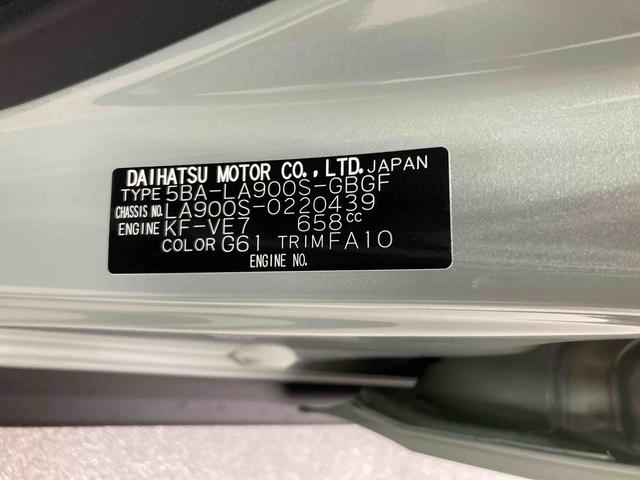 DAIHATSU MOTOR CO., LTD. JAPAN
TYPE 5BA-LA900S-GBGF
CHASSIS NO. LA900S-0220439
ENGINE KF-VE7 658cc
COLOR G61 TRIM FA10
ENGINE NO.